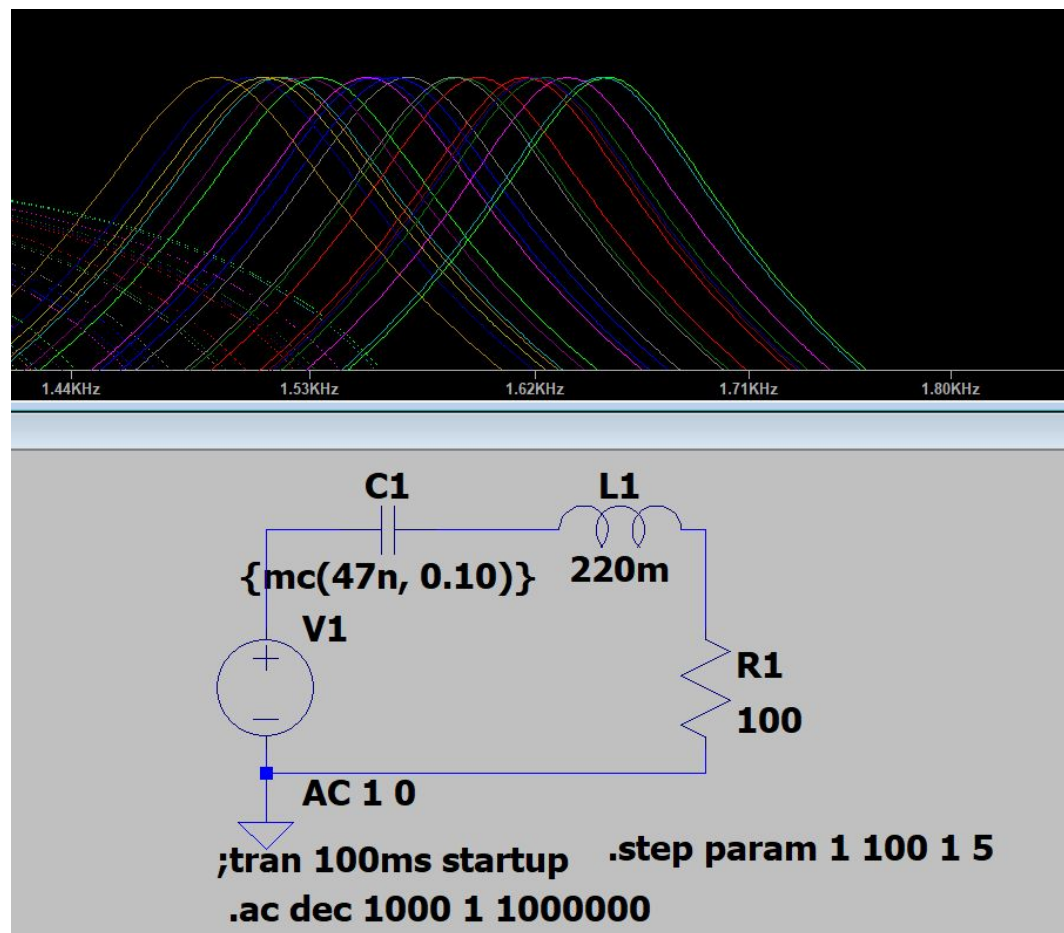 1.44KHz 1.53KHz 1.62KHz 1.71KHz 1.80KHz
C1 L1
{mc(47n, 0.10)} 220m
V1
R1
100
AC 1 0
;tran 100ms startup .step param 1 100 1 5
.ac dec 1000 1 1000000